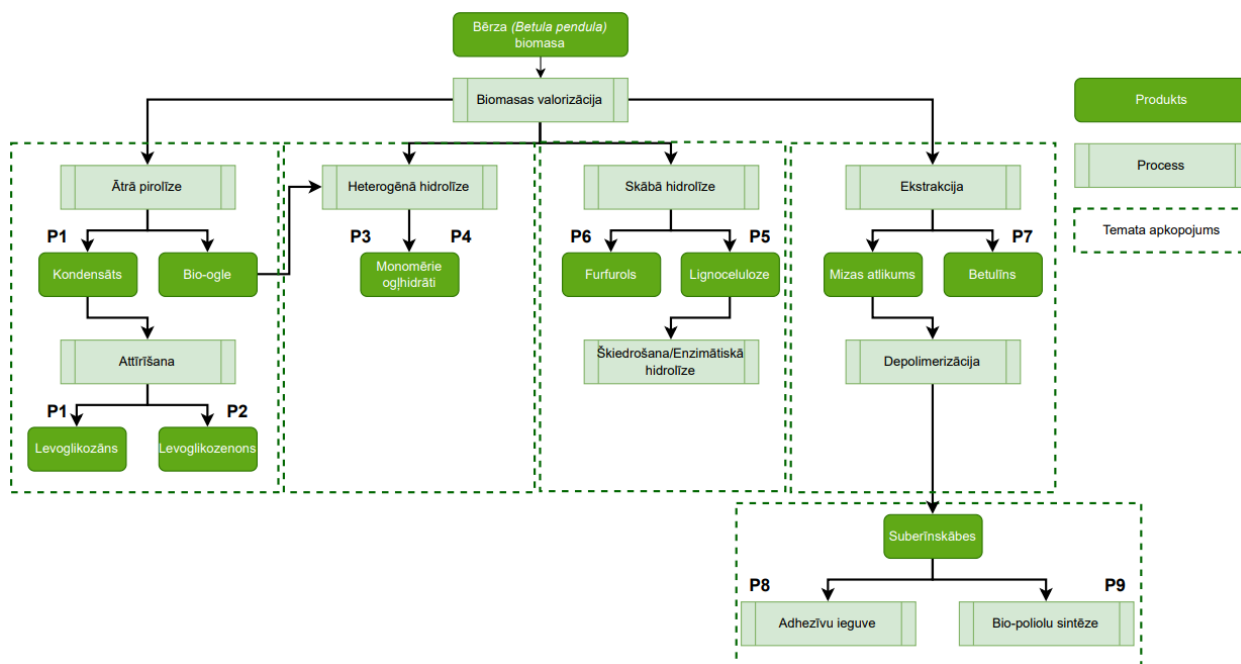 Bērza (Betula pendula)
biomasa
Biomasas valorizācija
Produkts
Process
Temata apkopojums
Ātrā pirolīze
Heterogēnā hidrolīze
Skābā hidrolīze
Ekstrakcija
P1
P3
P4
P6
P5
P7
Kondensāts
Bio-ogle
Monomērie
ogļhidrāti
Furfurols
Lignoceluloze
Mizas atlikums
Betulīns
Attīrīšana
Škiedrošana/Enzimātiskā
hidrolīze
Depolimerizācija
P1
P2
Levoglikozāns
Levoglikozenons
Suberīnskābes
P8
P9
Adhezīvu ieguve
Bio-poliolu sintēze